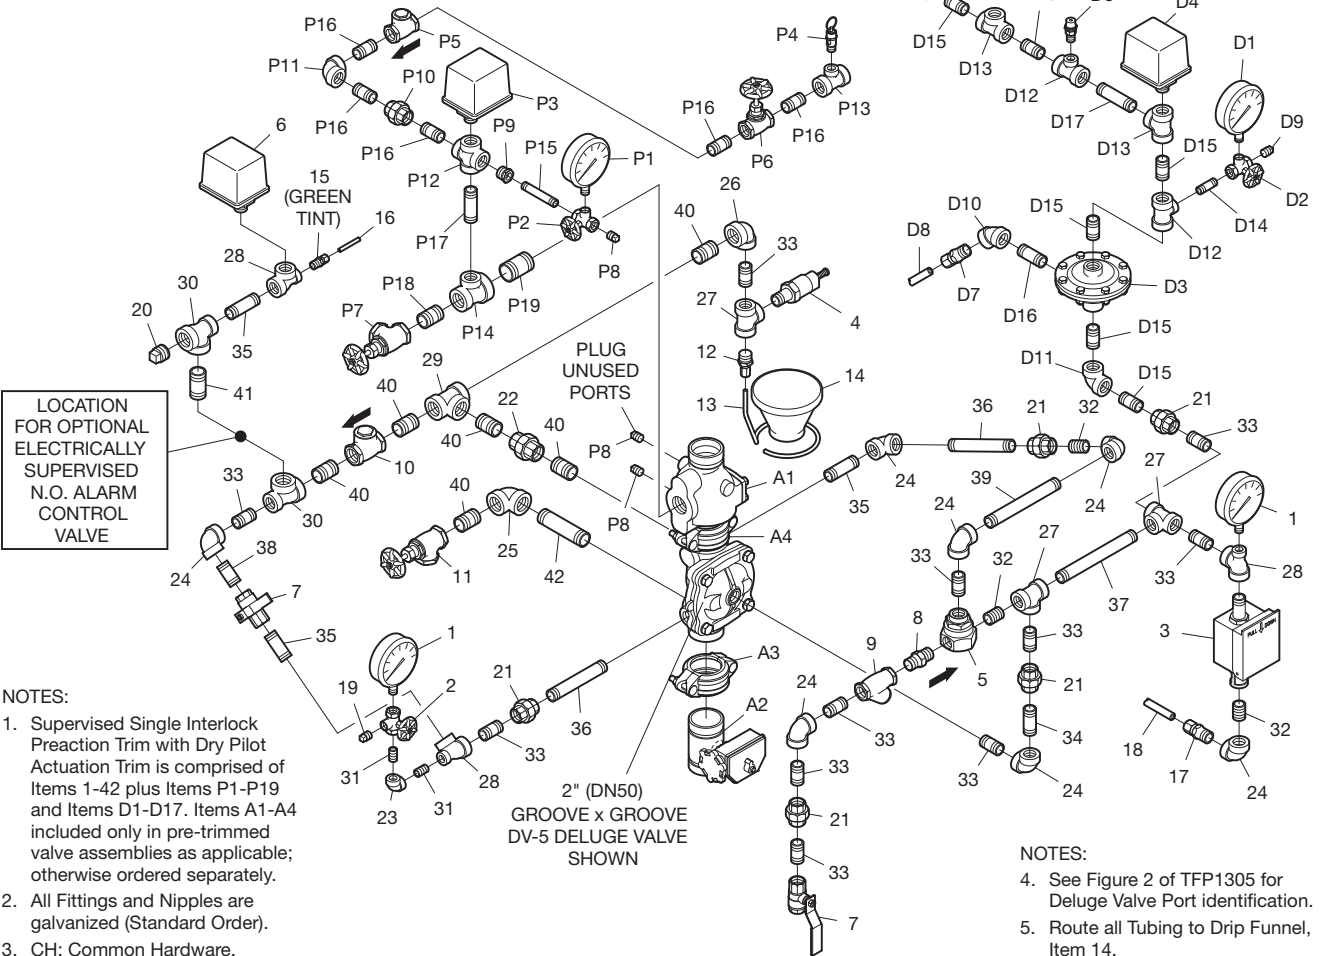 P16
P5
P11
P10
P3
P16
P9
P16
P15
P12
P1
P2
P17
P8
P18
P19
P14
P7
P4
P16
P16
P13
P6
D15
D13
D12
D17
D4
D1
D13
D9
D15
D2
D14
D12
D10
D15
D8
D7
D16
D3
D15
D11
D15
21
33
6
15
(GREEN
TINT)
16
28
30
20
35
41
29
40
22
40
40
10
40
40
26
33
27
4
12
13
14
PLUG
UNUSED
PORTS
P8
P8
A1
A4
A3
A2
LOCATION
FOR OPTIONAL
ELECTRICALLY
SUPERVISED
N.O. ALARM
CONTROL
VALVE
33
30
24
38
7
35
40
25
11
42
1
19
2
21
36
31
33
28
23
31
36
21
32
35
24
39
24
24
33
32
27
37
27
33
1
28
3
PULL DOWN
32
18
17
24
9
8
5
33
21
34
33
24
24
33
33
21
33
7
2" (DN50)
GROOVE x GROOVE
DV-5 DELUGE VALVE
SHOWN
NOTES:
1. Supervised Single Interlock
Preaction Trim with Dry Pilot
Actuation Trim is comprised of
Items 1-42 plus Items P1-P19
and Items D1-D17. Items A1-A4
included only in pre-trimmed
valve assemblies as applicable;
otherwise ordered separately.
2. All Fittings and Nipples are
galvanized (Standard Order).
3. CH: Common Hardware.
NOTES:
4. See Figure 2 of TFP1305 for
Deluge Valve Port identification.
5. Route all Tubing to Drip Funnel,
Item 14.